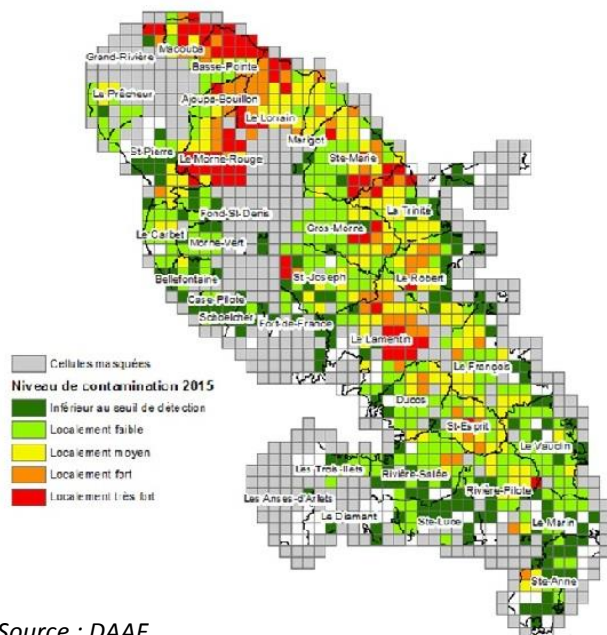 Macouba
Grand-Rivière
Basse-Pointe
Le Prêcheur
Ajoupa-Bouillon
Le Lorrain
Marigot
St-Pierre
Ste-Marie
Le Morne-Rouge
La Trinité
Fond-St-Denis
Gros-Morne
Le Carbet
Morne-Vert
St-Joseph
Le Robert
Bellefontaine
Case-Pilote
Schoelcher
Fort-de-France
Le Lamentin
Cellules masquées
Le François
Niveau de contamination 2015
Inférieur au seuil de détection
Ducos
Localement faible
St-Esprit
Le Vauclin
Localement moyen
Les Trois-Ilets
Rivière-Salée
Localement fort
Rivière-Pilote
Localement très fort
Les Anses-d'Arlets
Le Diamant
Ste-Luce
Le Marin
Ste-Anne
Source : DAAF